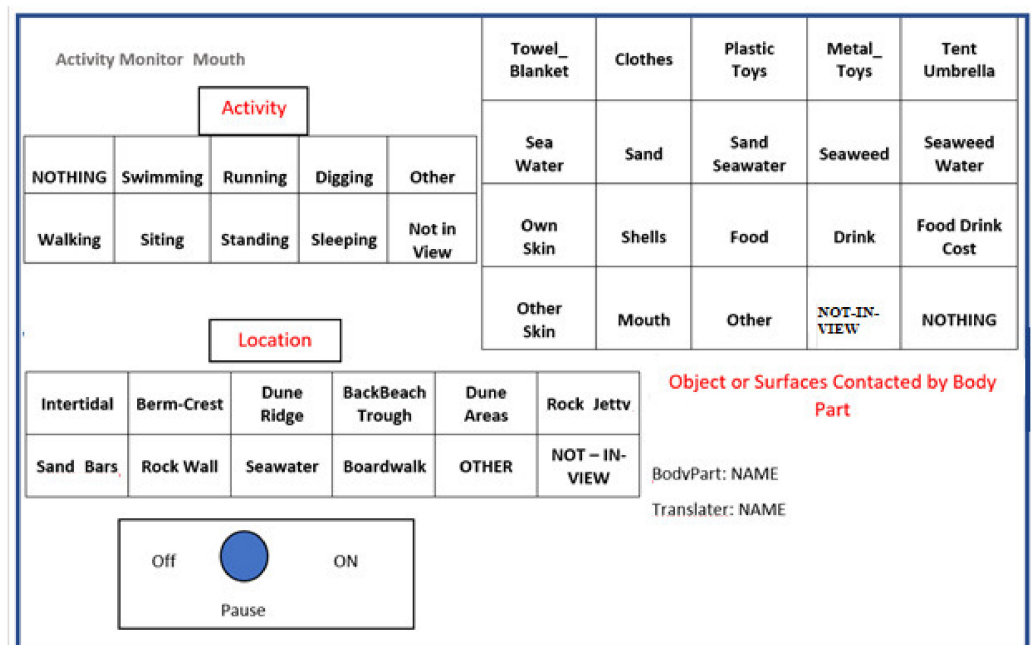 Activity Monitor Mouth
Activity
NOTHING Swimming Running Digging Other
Walking Siting Standing Sleeping Not in
View
Towel_ Clothes Plastic Metal_ Tent
Blanket Toys Toys Umbrella
Sea Sand Sand Seaweed Seaweed
Water Seawater Water
Own Shells Food Drink Food Drink
Skin Cost
Other Mouth Other NOT-IN- NOTHING
Skin VIEW
Location
Intertidal Berm-Crest Dune BackBeach Dune Rock Jetty
Ridge Trough Areas
Sand Bars Rock Wall Seawater Boardwalk OTHER NOT – IN-
VIEW
Object or Surfaces Contacted by Body
Part
BodyPart: NAME
Translater: NAME
Off ON
Pause